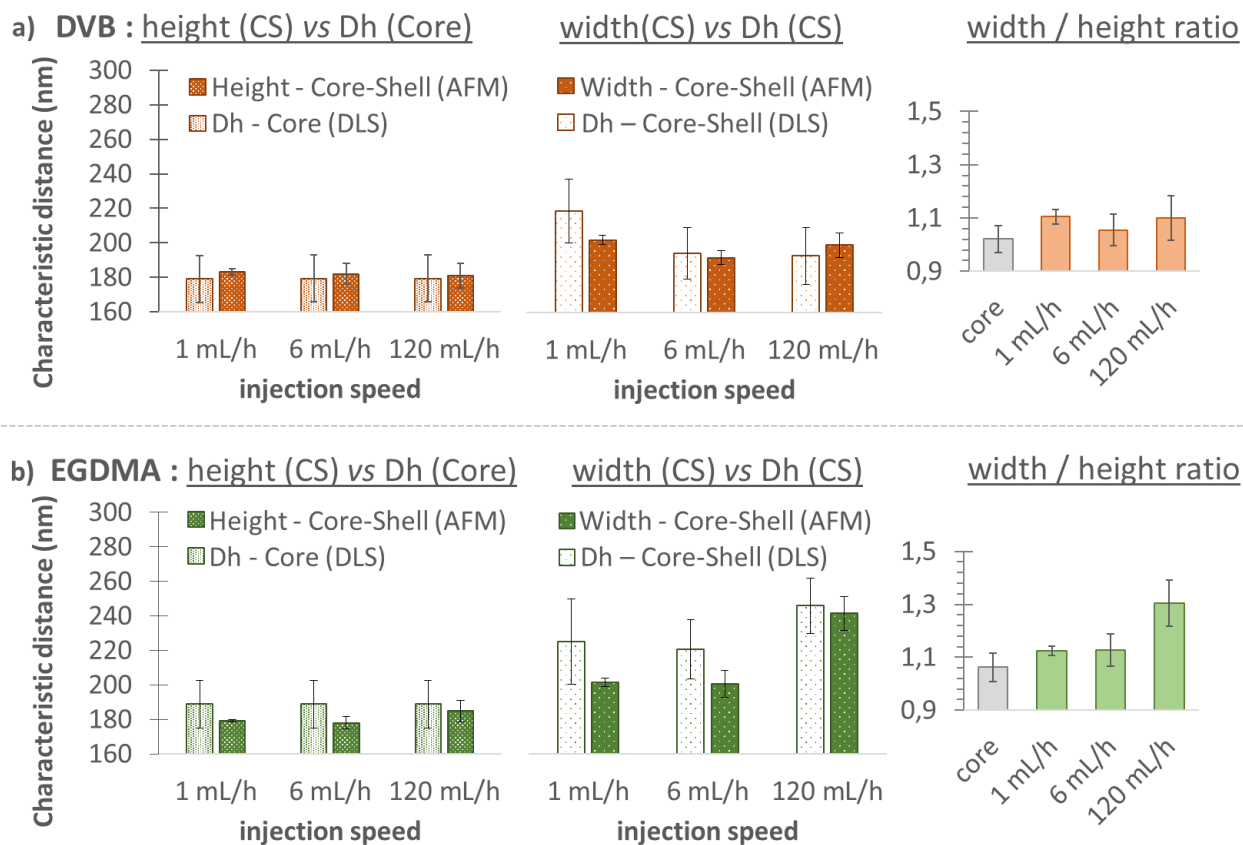 a) DVB : height (CS) vs Dh (Core)
width(CS) vs Dh (CS)
width / height ratio
Characteristic distance (nm)
300
280
260
240
220
200
180
160
Height - Core-Shell (AFM)
Dh - Core (DLS)
1 mL/h 6 mL/h 120 mL/h
injection speed
Width - Core-Shell (AFM)
Dh – Core-Shell (DLS)
1 mL/h 6 mL/h 120 mL/h
injection speed
1,5
1,3
1,1
0,9
core
1 mL/h
6 mL/h
120 mL/h
b) EGDMA : height (CS) vs Dh (Core)
width (CS) vs Dh (CS)
width / height ratio
Characteristic distance (nm)
300
280
260
240
220
200
180
160
Height - Core-Shell (AFM)
Dh - Core (DLS)
1 mL/h 6 mL/h 120 mL/h
injection speed
Width - Core-Shell (AFM)
Dh – Core-Shell (DLS)
1 mL/h 6 mL/h 120 mL/h
injection speed
1,5
1,3
1,1
0,9
core
1 mL/h
6 mL/h
120 mL/h